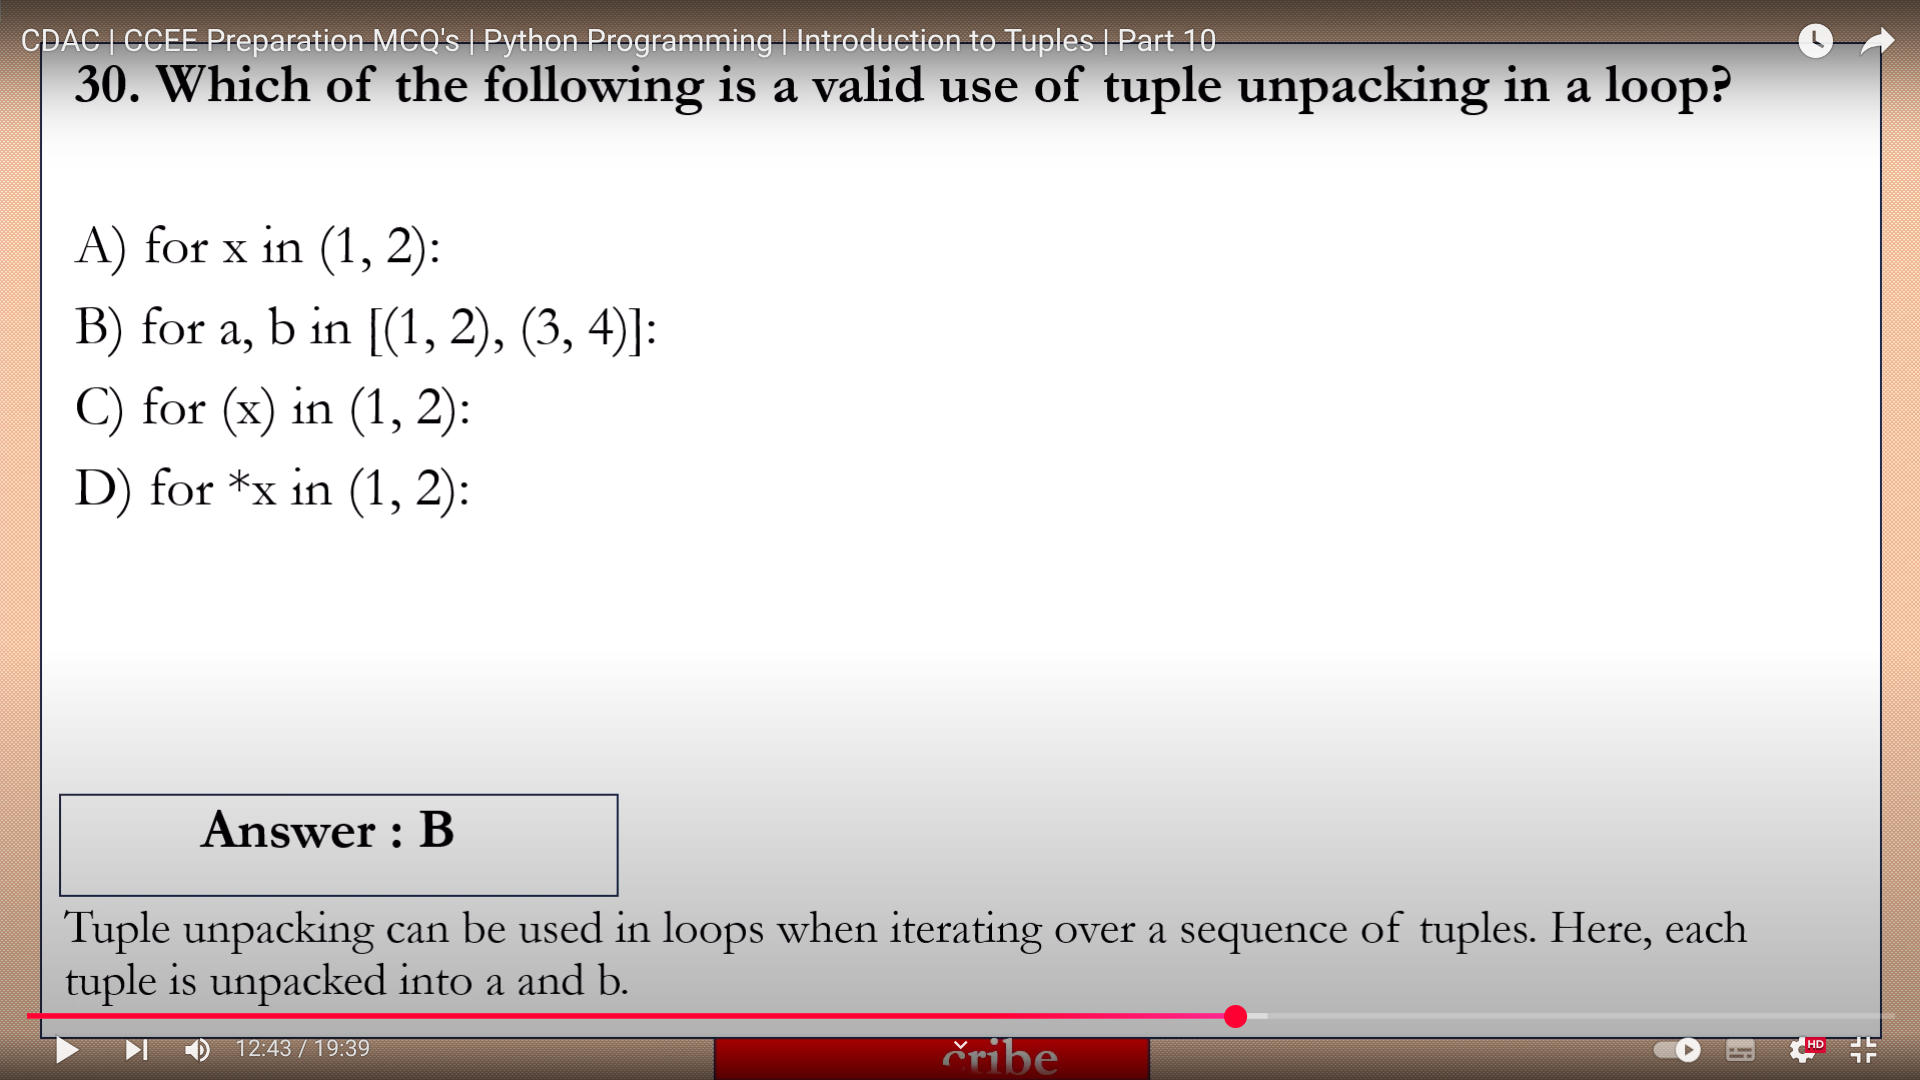 CDAC | CCEE Preparation MCQ's | Python Programming | Introduction to Tuples | Part 10
30. Which of the following is a valid use of tuple unpacking in a loop?
A) for x in (1, 2):
B) for a, b in [(1, 2), (3, 4)]:
C) for (x) in (1, 2):
D) for *x in (1, 2):
Answer : B
Tuple unpacking can be used in loops when iterating over a sequence of tuples. Here, each
tuple is unpacked into a and b.
12:43 / 19:39
cribe
HD